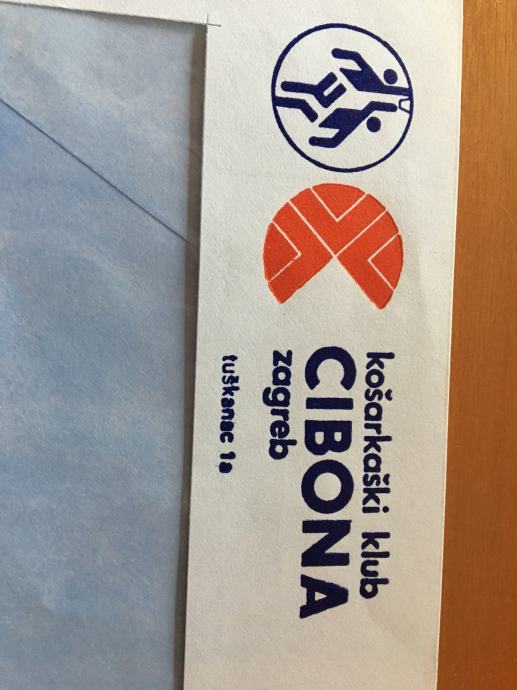 košarkaški klub
CIBONA
zagreb
tuškanac 1a